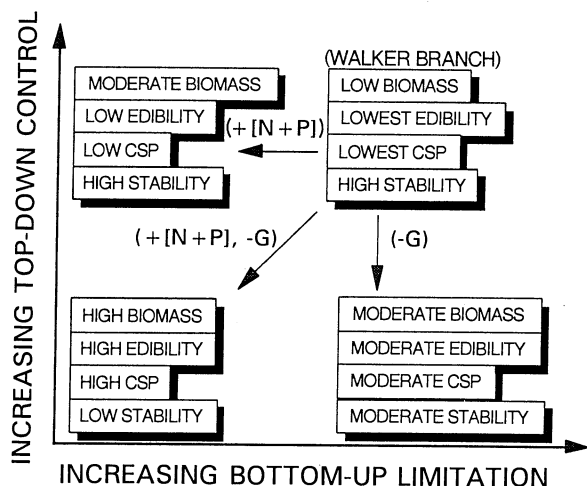 INCREASING TOP-DOWN CONTROL
(WALKER BRANCH)
MODERATE BIOMASS
LOW EDIBILITY
LOW CSP
HIGH STABILITY
(+[N+P])
LOW BIOMASS
LOWEST EDIBILITY
LOWEST CSP
HIGH STABILITY
(+[N+P], -G)
(-G)
HIGH BIOMASS
HIGH EDIBILITY
HIGH CSP
LOW STABILITY
MODERATE BIOMASS
MODERATE EDIBILITY
MODERATE CSP
MODERATE STABILITY
INCREASING BOTTOM-UP LIMITATION